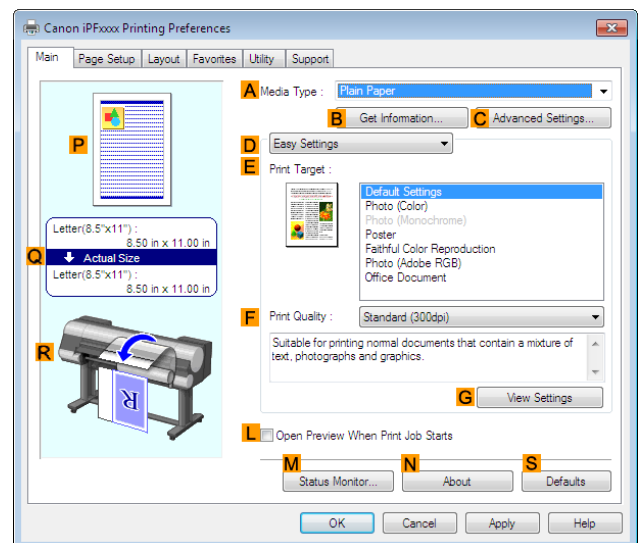 Canon iPFxxxx Printing Preferences
Main Page Setup Layout Favorites Utility Support
A Media Type : Plain Paper
B Get Information... C Advanced Settings...
P
D Easy Settings
E Print Target :
Default Settings
Photo (Color)
Photo (Monochrome)
Poster
Faithful Color Reproduction
Photo (Adobe RGB)
Office Document
Letter(8.5"x11") :
8.50 in x 11.00 in
Q Actual Size
Letter(8.5"x11") :
8.50 in x 11.00 in
F Print Quality : Standard (300dpi)
Suitable for printing normal documents that contain a mixture of
text, photographs and graphics.
R
R
G View Settings
L Open Preview When Print Job Starts
M Status Monitor... N About S Defaults
OK Cancel Apply Help